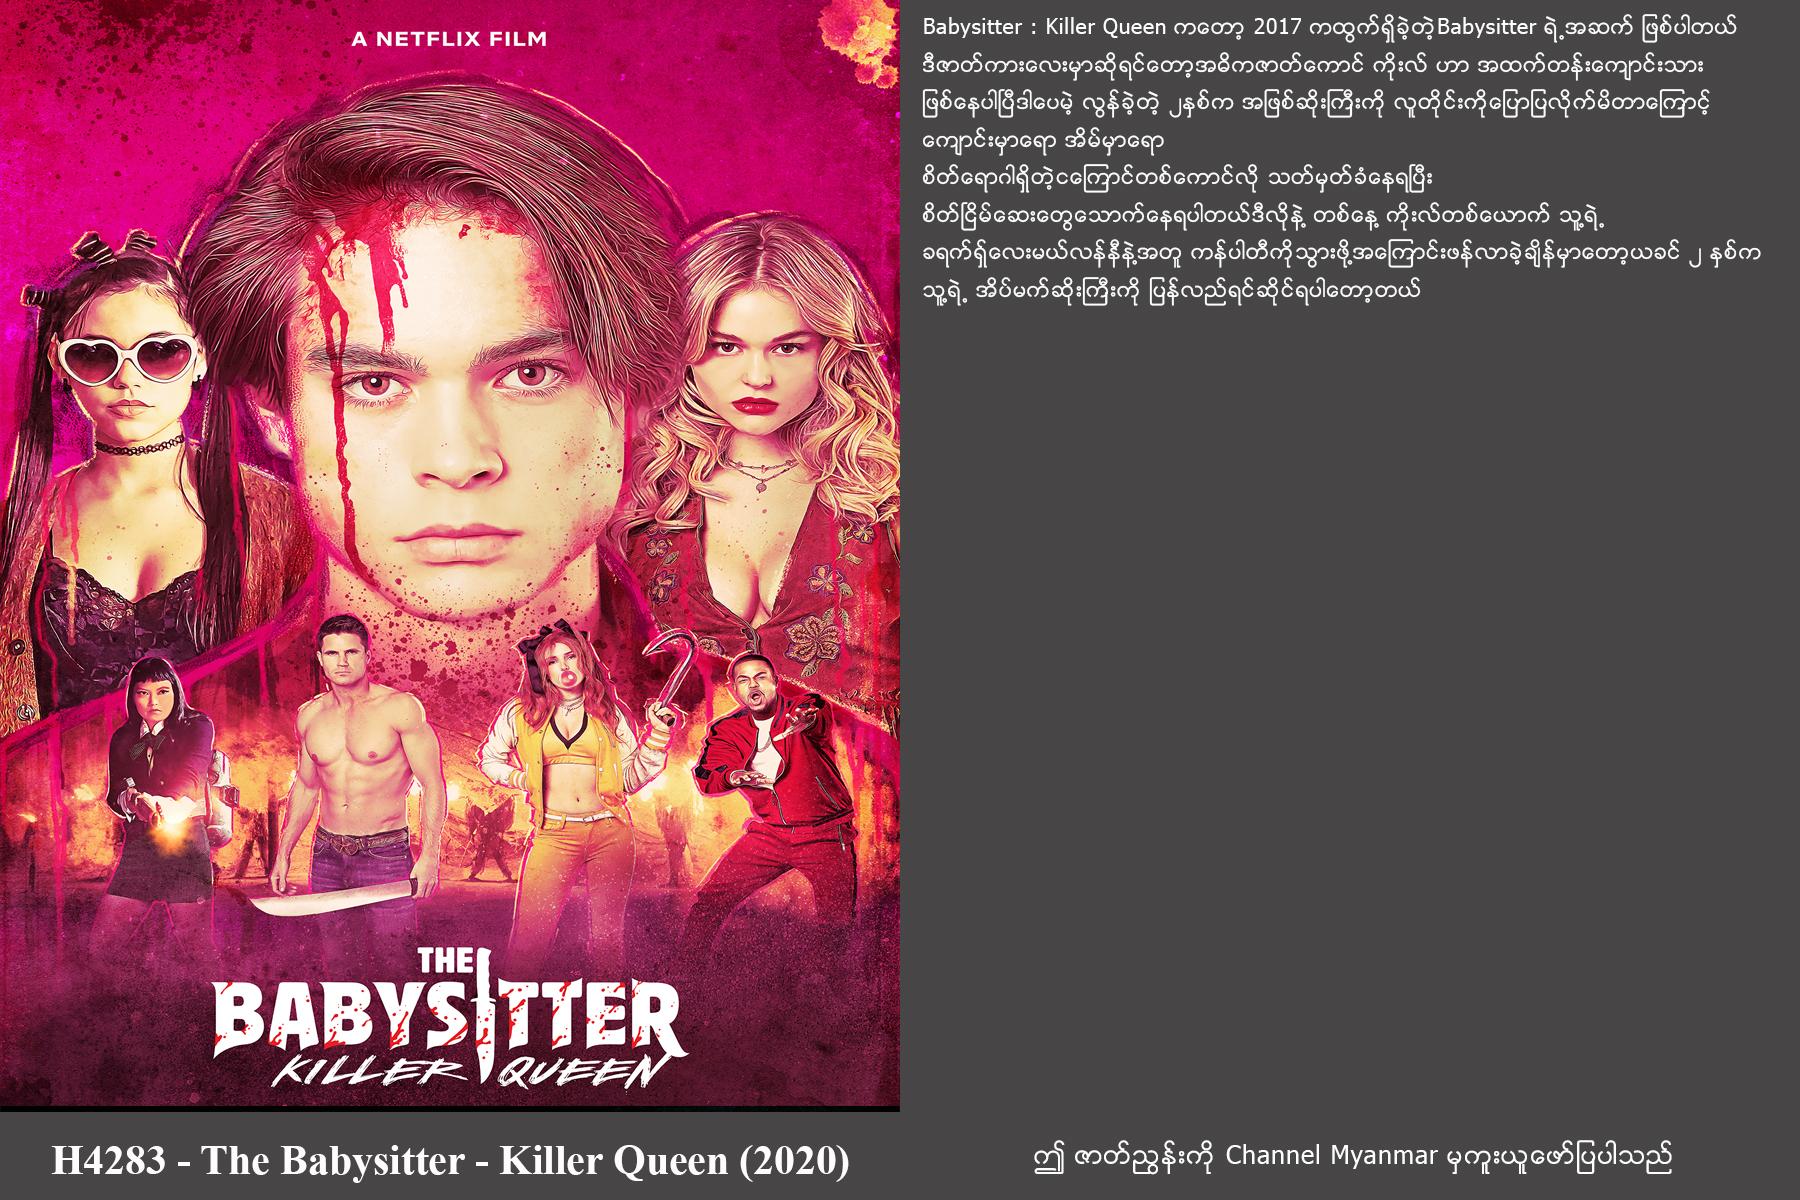 A NETFLIX FILM
THE
BABYSITTER
KILLER QUEEN
H4283 - The Babysitter - Killer Queen (2020)
Babysitter : Killer Queen ကတော့ 2017 ကထွက်ရှိခဲ့တဲ့Babysitter ရဲ့အဆက် ဖြစ်ပါတယ်
ဒီဇာတ်ကားလေးမှာဆိုရင်တော့အဓိကဇာတ်ကောင် ကိုးလ် ဟာ အထက်တန်းကျောင်းသား
ဖြစ်နေပါပြီဒါပေမဲ့ လွန်ခဲ့တဲ့ ၂နှစ်က အဖြစ်ဆိုးကြီးကို လူတိုင်းကိုပြောပြလိုက်မိတာကြောင့်
ကျောင်းမှာရော အိမ်မှာရော
စိတ်ရောဂါရှိတဲ့ငကြောင်တစ်ကောင်လို သတ်မှတ်ခံနေရပြီး
စိတ်ငြိမ်ဆေးတွေသောက်နေရပါတယ်ဒီလိုနဲ့ တစ်နေ့ ကိုးလ်တစ်ယောက် သူ့ရဲ့
ခရက်ရှ်လေးမယ်လန်နီနဲ့အတူ ကန်ပါတီကိုသွားဖို့အကြောင်းဖန်လာခဲ့ချိန်မှာတော့ယခင် ၂ နှစ်က
သူ့ရဲ့ အိပ်မက်ဆိုးကြီးကို ပြန်လည်ရင်ဆိုင်ရပါတော့တယ်
ဤ ဇာတ်ညွှန်းကို Channel Myanmar မှကူးယူဖော်ပြပါသည်